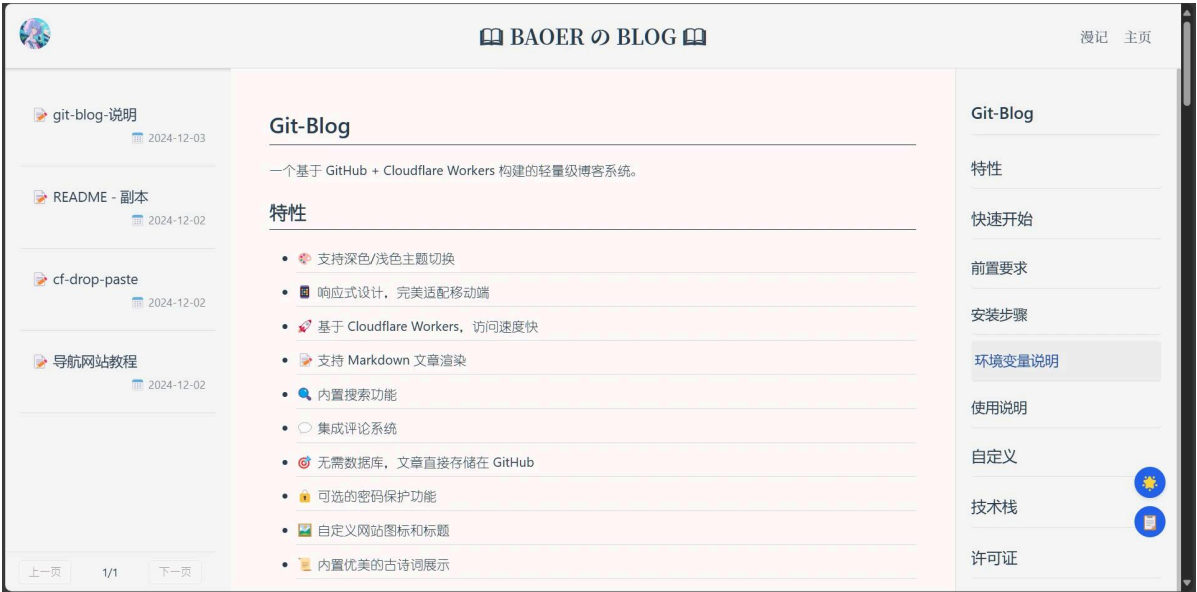 BAOER の BLOG
漫记 主页
git-blog-说明
2024-12-03
README - 副本
2024-12-02
cf-drop-paste
2024-12-02
导航网站教程
2024-12-02
上一页 1/1 下一页
Git-Blog
一个基于 GitHub + Cloudflare Workers 构建的轻量级博客系统。
特性
支持深色/浅色主题切换
响应式设计，完美适配移动端
基于 Cloudflare Workers，访问速度快
支持 Markdown 文章渲染
内置搜索功能
集成评论系统
无需数据库，文章直接存储在 GitHub
可选的密码保护功能
自定义网站图标和标题
内置优美的古诗词展示
Git-Blog
特性
快速开始
前置要求
安装步骤
环境变量说明
使用说明
自定义
技术栈
许可证